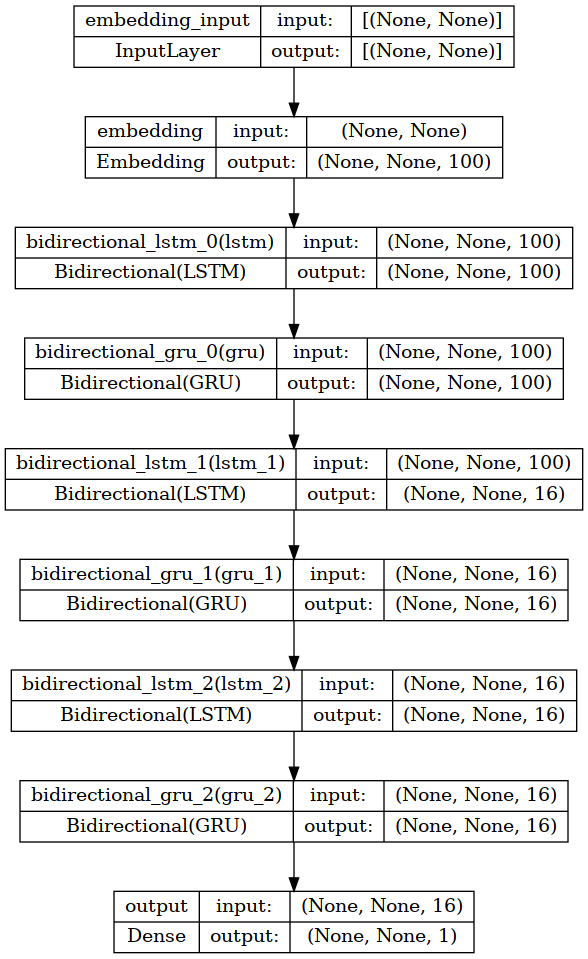 embedding_input input: [(None, None)]
InputLayer output: [(None, None)]
embedding input: (None, None)
Embedding output: (None, None, 100)
bidirectional_lstm_0(lstm) input: (None, None, 100)
Bidirectional(LSTM) output: (None, None, 100)
bidirectional_gru_0(gru) input: (None, None, 100)
Bidirectional(GRU) output: (None, None, 100)
bidirectional_lstm_1(lstm_1) input: (None, None, 100)
Bidirectional(LSTM) output: (None, None, 16)
bidirectional_gru_1(gru_1) input: (None, None, 16)
Bidirectional(GRU) output: (None, None, 16)
bidirectional_lstm_2(lstm_2) input: (None, None, 16)
Bidirectional(LSTM) output: (None, None, 16)
bidirectional_gru_2(gru_2) input: (None, None, 16)
Bidirectional(GRU) output: (None, None, 16)
output input: (None, None, 16)
Dense output: (None, None, 1)